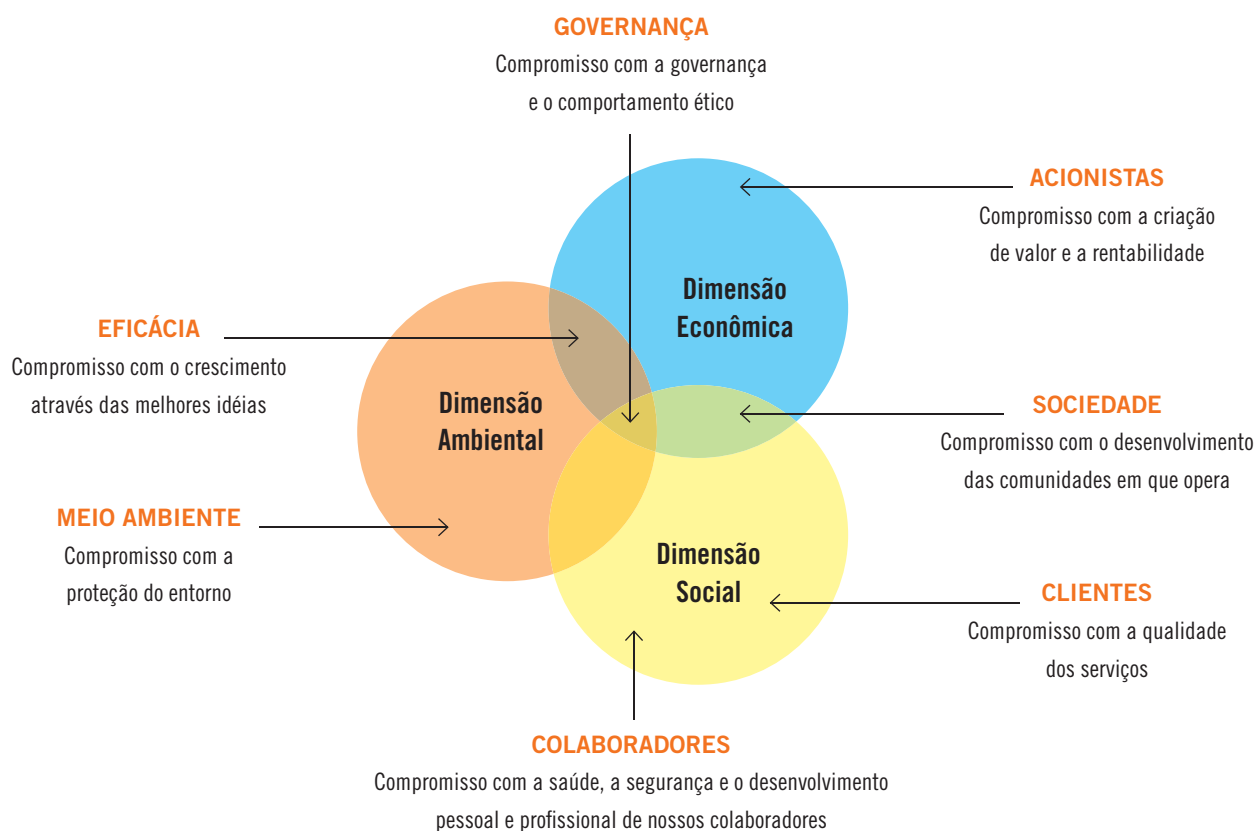 GOVERNANÇA
Compromisso com a governança
e o comportamento ético
ACIONISTAS
Compromisso com a criação
de valor e a rentabilidade
Dimensão
Econômica
EFICÁCIA
Compromisso com o crescimento
através das melhores idéias
Dimensão
Ambiental
SOCIEDADE
Compromisso com o desenvolvimento
das comunidades em que opera
MEIO AMBIENTE
Compromisso com a
proteção do entorno
Dimensão
Social
CLIENTES
Compromisso com a qualidade
dos serviços
COLABORADORES
Compromisso com a saúde, a segurança e o desenvolvimento
pessoal e profissional de nossos colaboradores